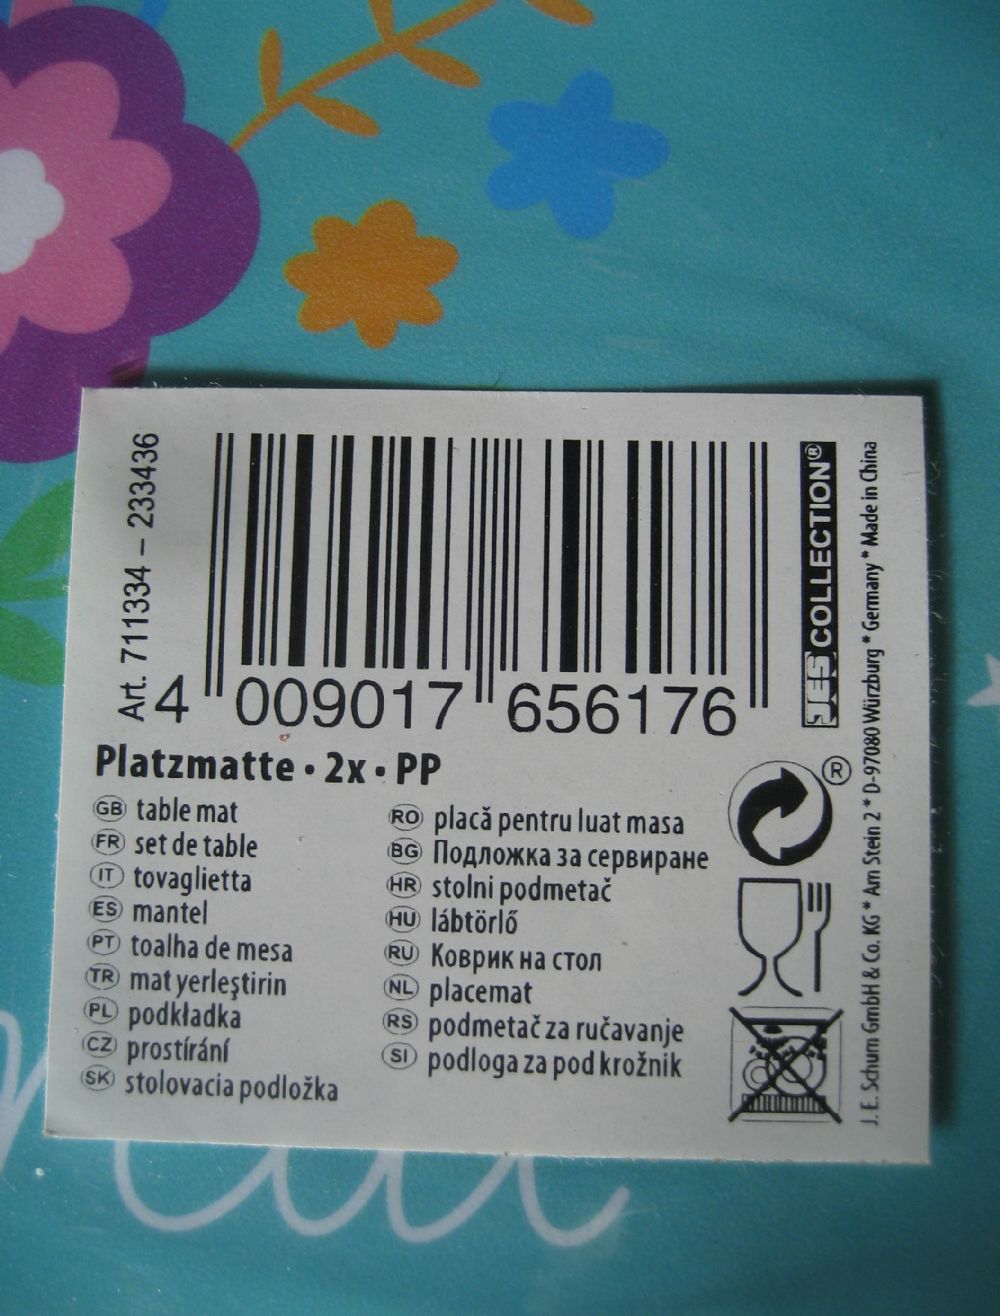 Art. 711334 – 233436
4 009017 656176
JES COLLECTION®
Platzmatte • 2x • PP
GB table mat
FR set de table
IT tovaglietta
ES mantel
PT toalha de mesa
TR mat yerleştirin
PL podkładka
CZ prostírání
SK stolovacia podložka
RO placă pentru luat masa
BG Подложка за сервиране
HR stolni podmetač
HU lábtörlő
RU Коврик на стол
NL placemat
RS podmetač za ručavanje
SI podloga za pod krožnik
®
J. E. Schum GmbH & Co. KG * Am Stein 2 * D-97080 Würzburg * Germany * Made in China